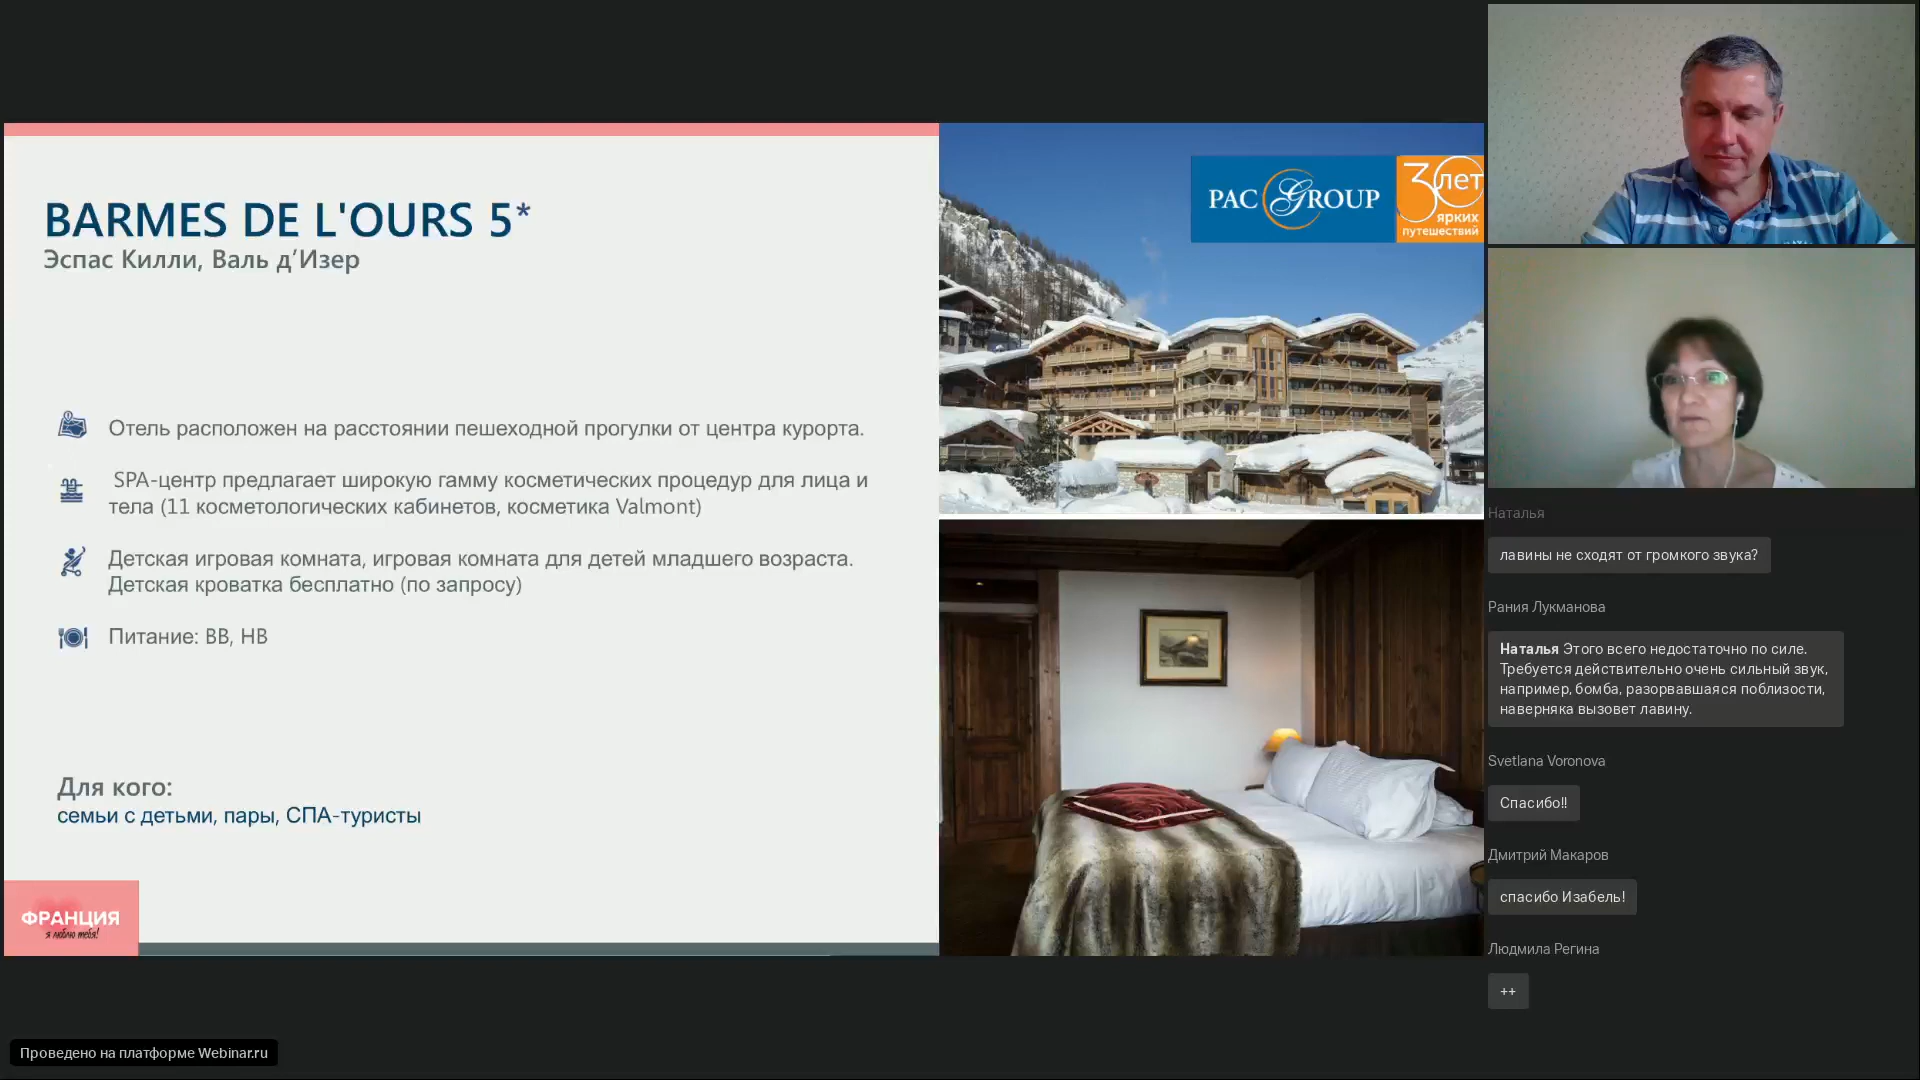 BARMES DE L'OURS 5*
Эспас Килли, Валь д’Изер
Отель расположен на расстоянии пешеходной прогулки от центра курорта.
SPA-центр предлагает широкую гамму косметических процедур для лица и
тела (11 косметологических кабинетов, косметика Valmont)
Детская игровая комната, игровая комната для детей младшего возраста.
Детская кроватка бесплатно (по запросу)
Питание: BB, HB
Для кого:
семьи с детьми, пары, СПА-туристы
ФРАНЦИЯ
я люблю тебя!
PAC GROUP
30 лет
ярких
путешествий
Наталья
лавины не сходят от громкого звука?
Рания Лукманова
Наталья Этого всего недостаточно по силе.
Требуется действительно очень сильный звук,
например, бомба, разорвавшаяся поблизости,
наверняка вызовет лавину.
Svetlana Voronova
Спасибо!!
Дмитрий Макаров
спасибо Изабель!
Людмила Регина
++
Проведено на платформе Webinar.ru